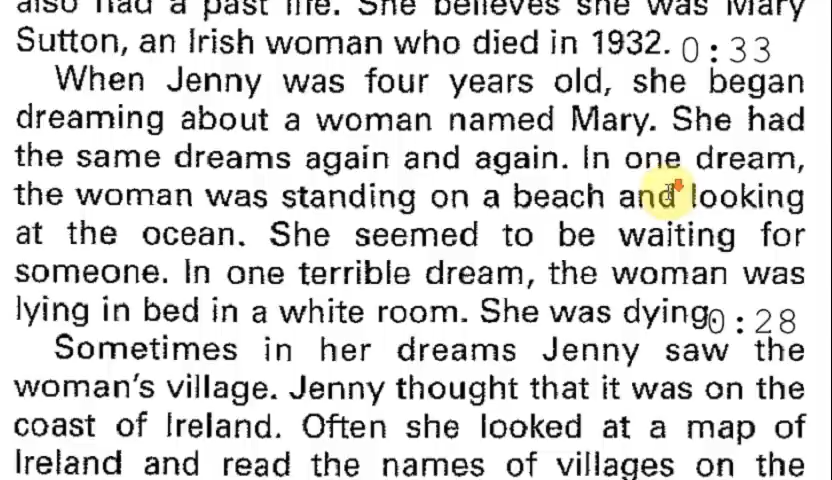 also had a past life. She believes she was Mary
Sutton, an Irish woman who died in 1932. 0:33
When Jenny was four years old, she began
dreaming about a woman named Mary. She had
the same dreams again and again. In one dream,
the woman was standing on a beach and looking
at the ocean. She seemed to be waiting for
someone. In one terrible dream, the woman was
lying in bed in a white room. She was dying. 0:28
Sometimes in her dreams Jenny saw the
woman's village. Jenny thought that it was on the
coast of Ireland. Often she looked at a map of
Ireland and read the names of villages on the